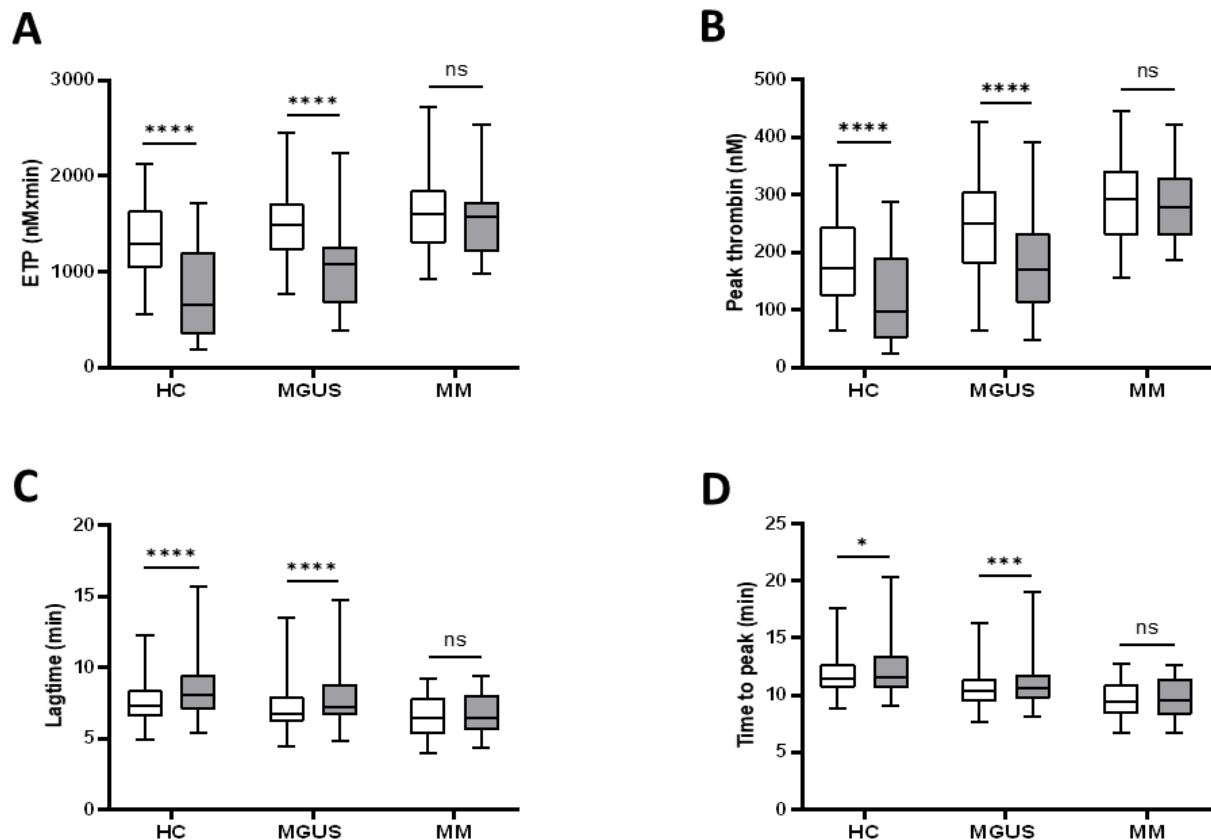 A
ETP (nMxmin)
3000
2000
1000
0
****
****
ns
HC MGUS MM
B
Peak thrombin (nM)
500
400
300
200
100
0
****
****
ns
HC MGUS MM
C
Lagtime (min)
20
15
10
5
0
****
****
ns
HC MGUS MM
D
Time to peak (min)
25
20
15
10
5
0
*
***
ns
HC MGUS MM